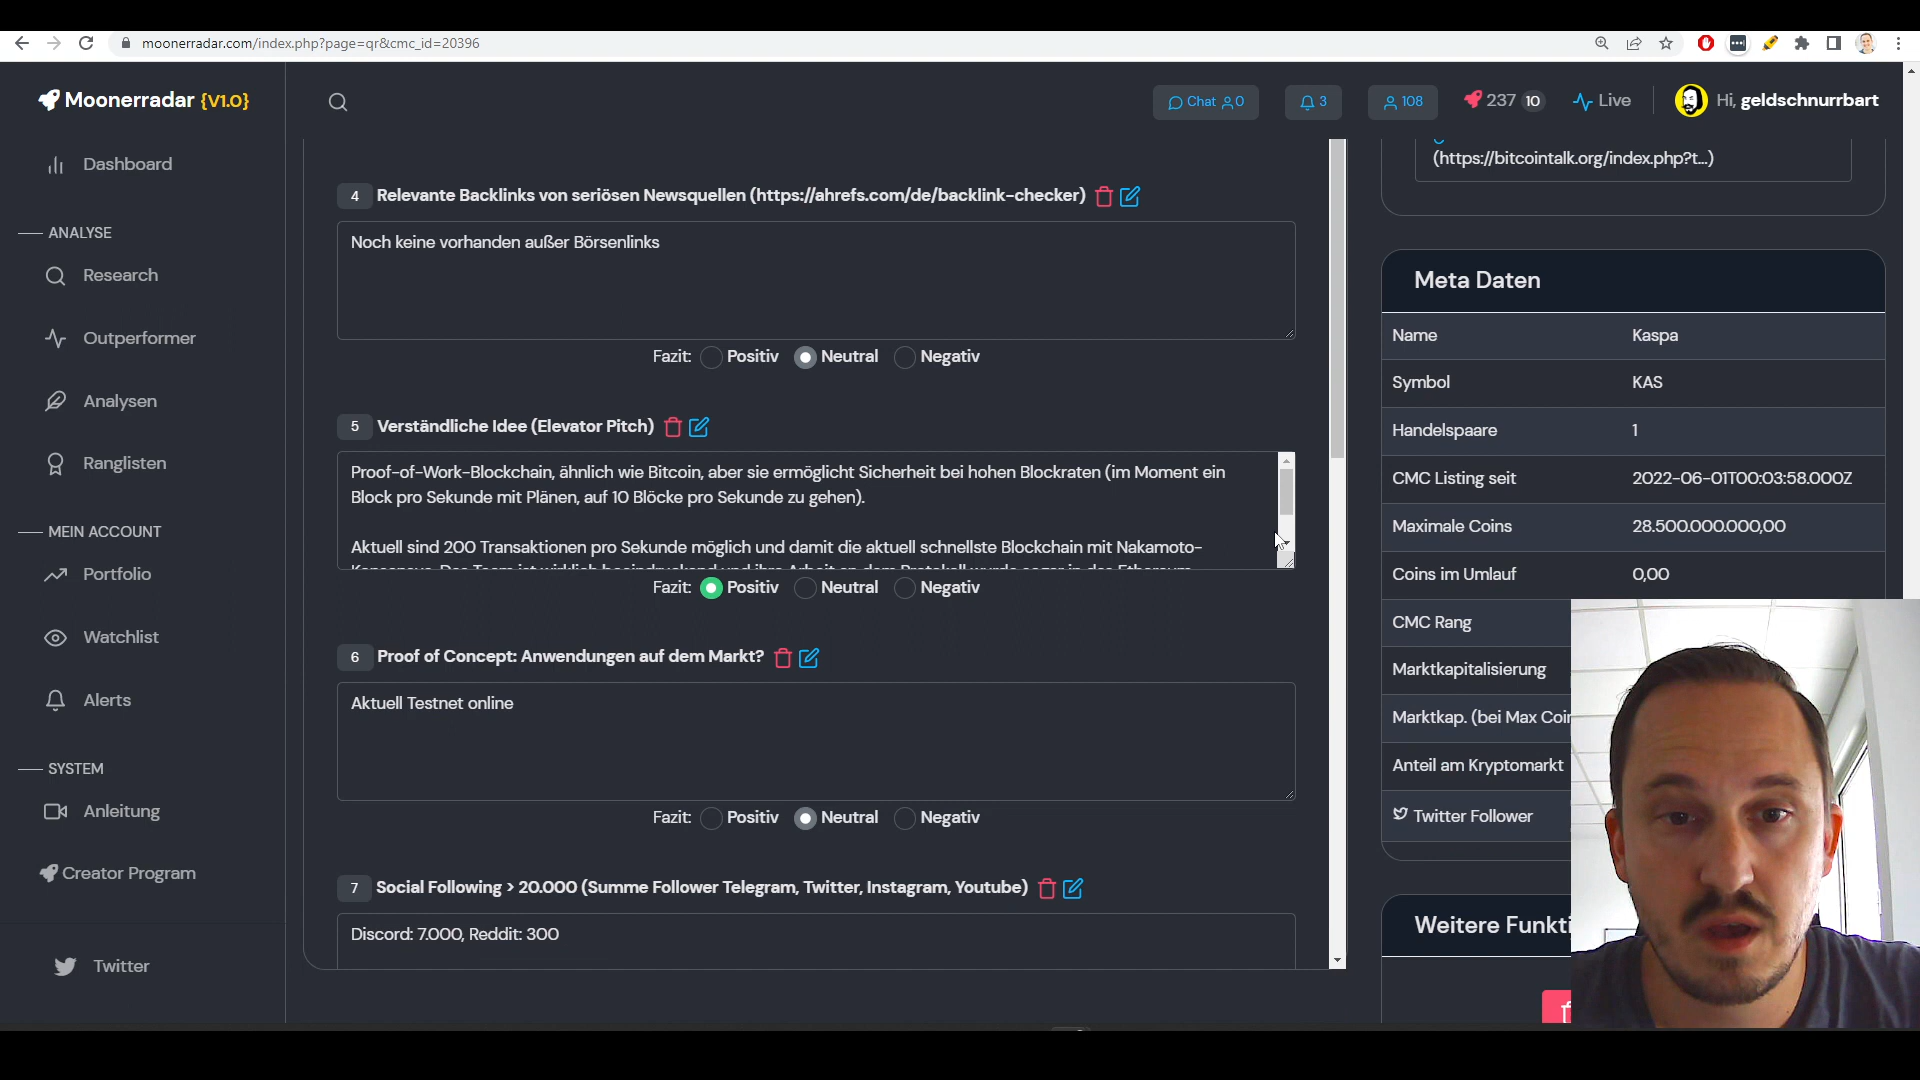 moonerradar.com/index.php?page=qr&cmc_id=20396
Moonerradar {V1.0}
Chat 0
3
108
237 10
Live
Hi, geldschnurrbart
Dashboard
ANALYSE
Research
Outperformer
Analysen
Ranglisten
MEIN ACCOUNT
Portfolio
Watchlist
Alerts
SYSTEM
Anleitung
Creator Program
Twitter
4 Relevante Backlinks von seriösen Newsquellen (https://ahrefs.com/de/backlink-checker)
Noch keine vorhanden außer Börsenlinks
Fazit: Positiv Neutral Negativ
5 Verständliche Idee (Elevator Pitch)
Proof-of-Work-Blockchain, ähnlich wie Bitcoin, aber sie ermöglicht Sicherheit bei hohen Blockraten (im Moment ein
Block pro Sekunde mit Plänen, auf 10 Blöcke pro Sekunde zu gehen).
Aktuell sind 200 Transaktionen pro Sekunde möglich und damit die aktuell schnellste Blockchain mit Nakamoto-
Fazit: Positiv Neutral Negativ
6 Proof of Concept: Anwendungen auf dem Markt?
Aktuell Testnet online
Fazit: Positiv Neutral Negativ
7 Social Following > 20.000 (Summe Follower Telegram, Twitter, Instagram, Youtube)
Discord: 7.000, Reddit: 300
(https://bitcointalk.org/index.php?t...)
Meta Daten
Name Kaspa
Symbol KAS
Handelspaare 1
CMC Listing seit 2022-06-01T00:03:58.000Z
Maximale Coins 28.500.000.000,00
Coins im Umlauf 0,00
CMC Rang
Marktkapitalisierung
Marktkap. (bei Max Coi
Anteil am Kryptomarkt
Twitter Follower
Weitere Funkti